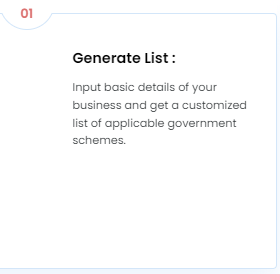 01
Generate List :
Input basic details of your
business and get a customized
list of applicable government
schemes.